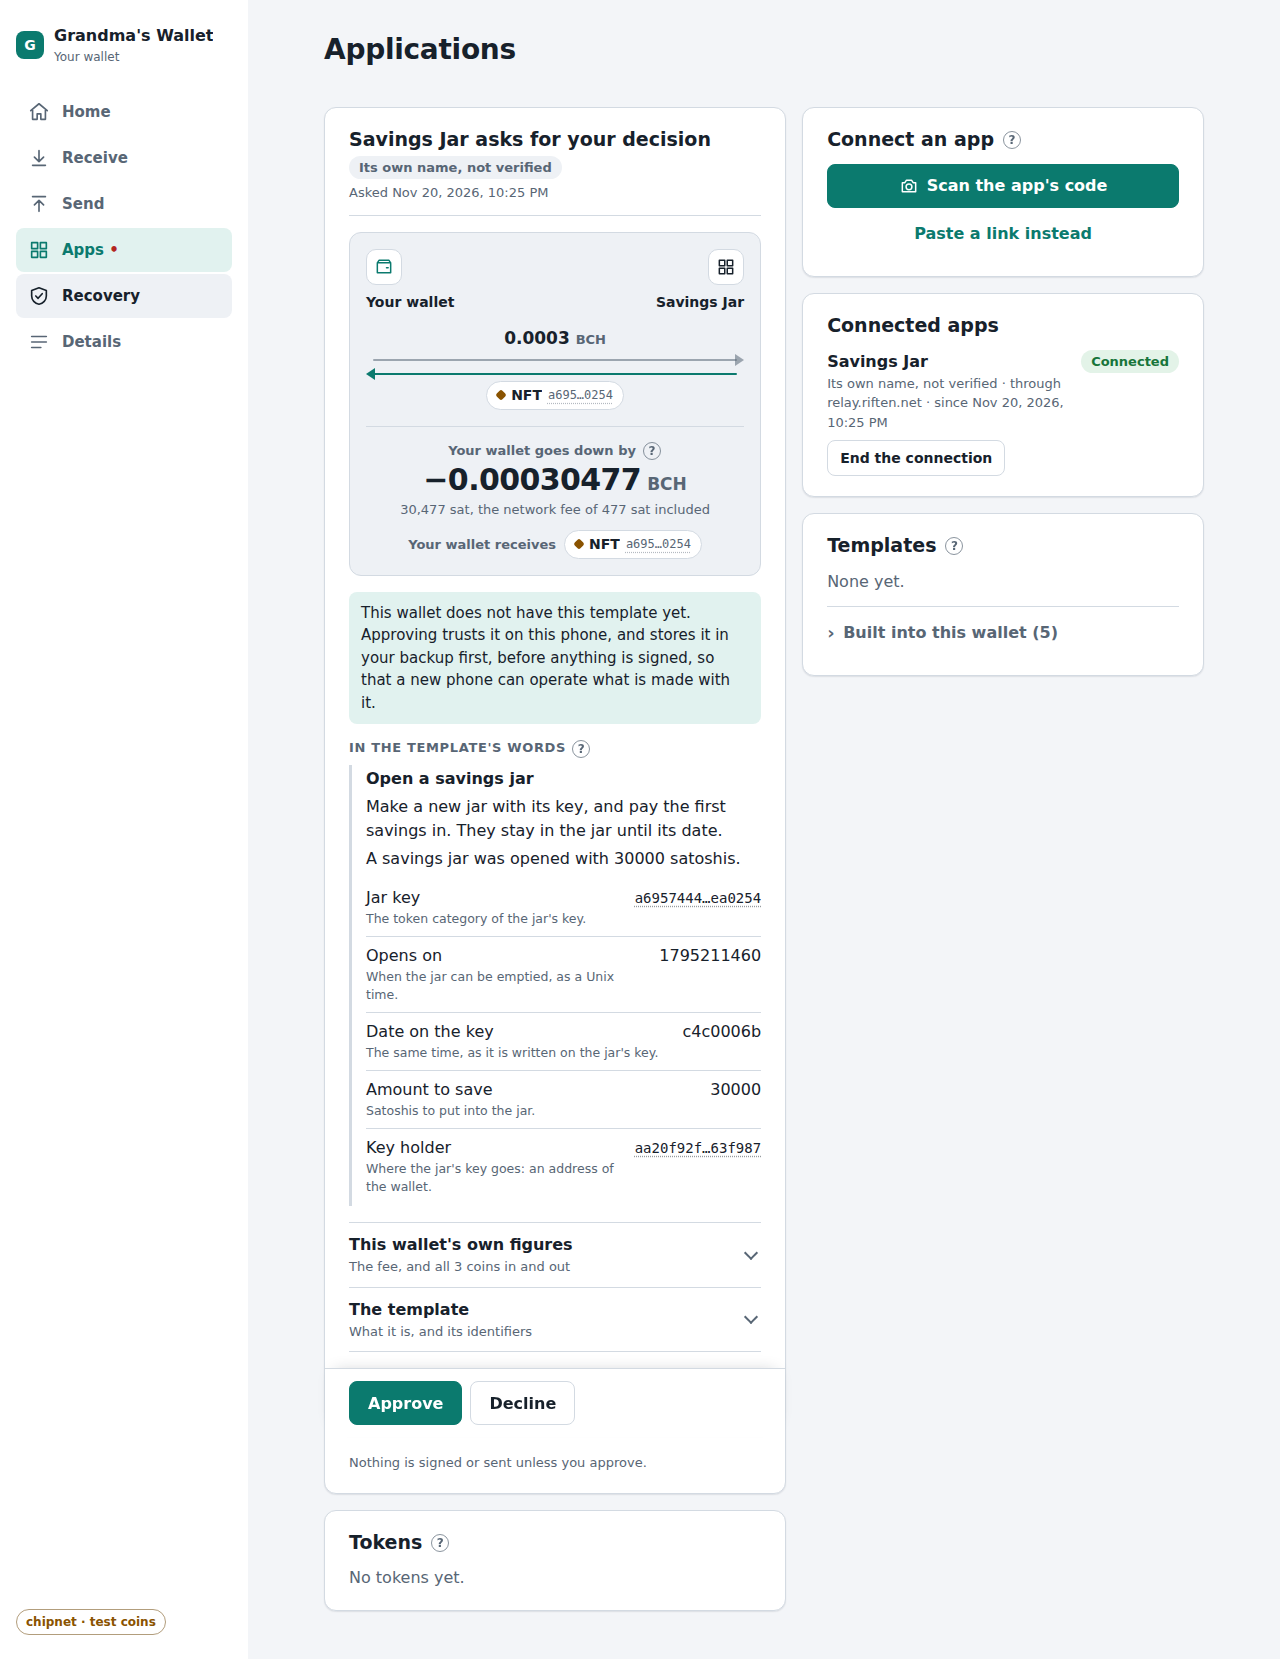 G
Grandma's Wallet
Your wallet
Home
Receive
Send
Apps •
Recovery
Details
chipnet · test coins
Applications
Savings Jar asks for your decision
Its own name, not verified
Asked Nov 20, 2026, 10:25 PM
Your wallet
Savings Jar
0.0003 BCH
NFT a695…0254
Your wallet goes down by ?
−0.00030477 BCH
30,477 sat, the network fee of 477 sat included
Your wallet receives NFT a695…0254
This wallet does not have this template yet.
Approving trusts it on this phone, and stores it in
your backup first, before anything is signed, so
that a new phone can operate what is made with
it.
IN THE TEMPLATE'S WORDS ?
Open a savings jar
Make a new jar with its key, and pay the first
savings in. They stay in the jar until its date.
A savings jar was opened with 30000 satoshis.
Jar key a6957444…ea0254
The token category of the jar's key.
Opens on 1795211460
When the jar can be emptied, as a Unix
time.
Date on the key c4c0006b
The same time, as it is written on the jar's key.
Amount to save 30000
Satoshis to put into the jar.
Key holder aa20f92f…63f987
Where the jar's key goes: an address of
the wallet.
This wallet's own figures
The fee, and all 3 coins in and out
The template
What it is, and its identifiers
Approve
Decline
Nothing is signed or sent unless you approve.
Tokens ?
No tokens yet.
Connect an app ?
Scan the app's code
Paste a link instead
Connected apps
Savings Jar Connected
Its own name, not verified · through
relay.riften.net · since Nov 20, 2026,
10:25 PM
End the connection
Templates ?
None yet.
› Built into this wallet (5)